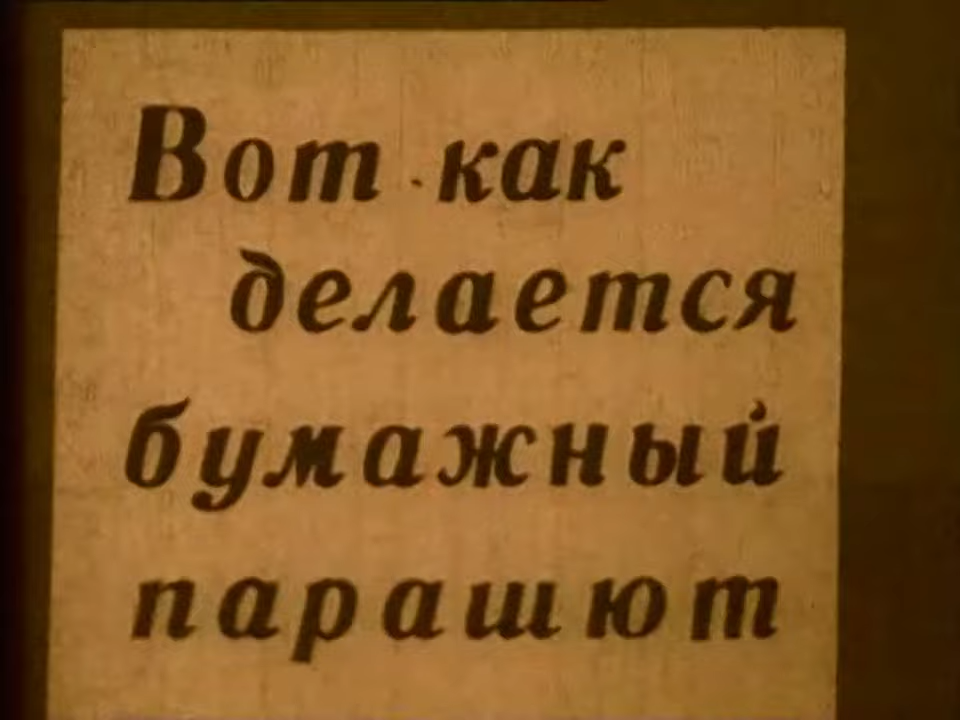 Вот как
делается
бумажный
парашют